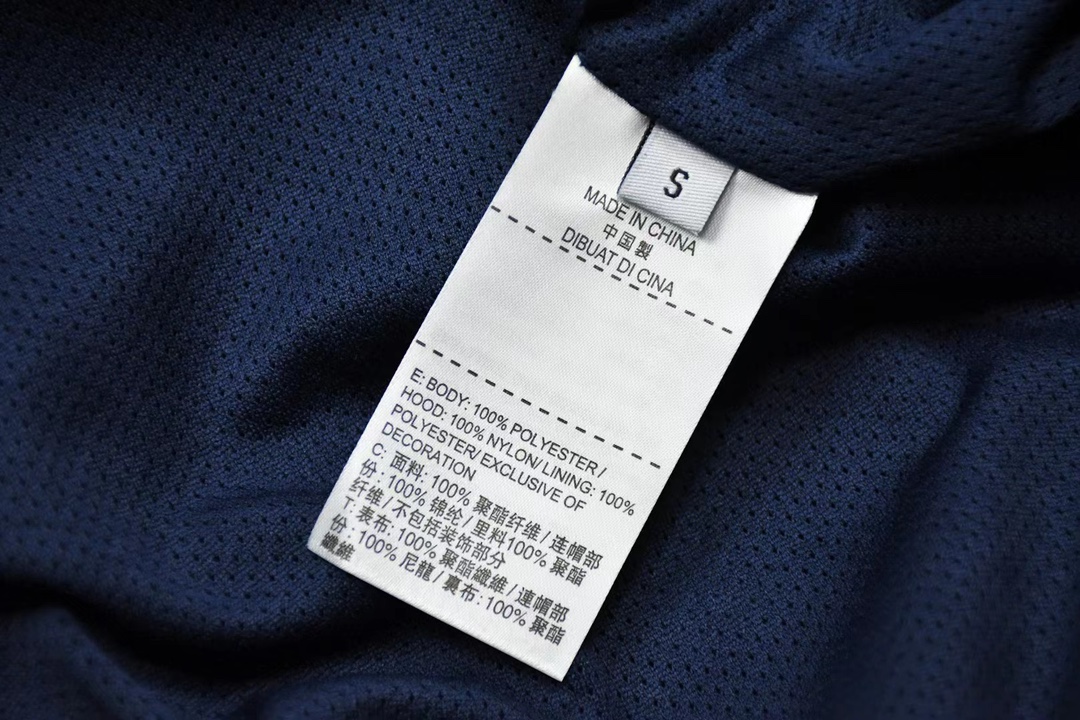 S
MADE IN CHINA
中国製
DIBUAT DI CINA
E: BODY: 100% POLYESTER /
HOOD: 100% NYLON/ LINING: 100%
POLYESTER/ EXCLUSIVE OF
DECORATION
C: 面料: 100% 聚酯纤维 / 连帽部
份: 100% 锦纶 / 里料100% 聚酯
纤维 / 不包括装饰部分
T: 表布: 100% 聚酯纖維 / 連帽部
份: 100% 尼龍 / 裏布: 100% 聚酯
纖維